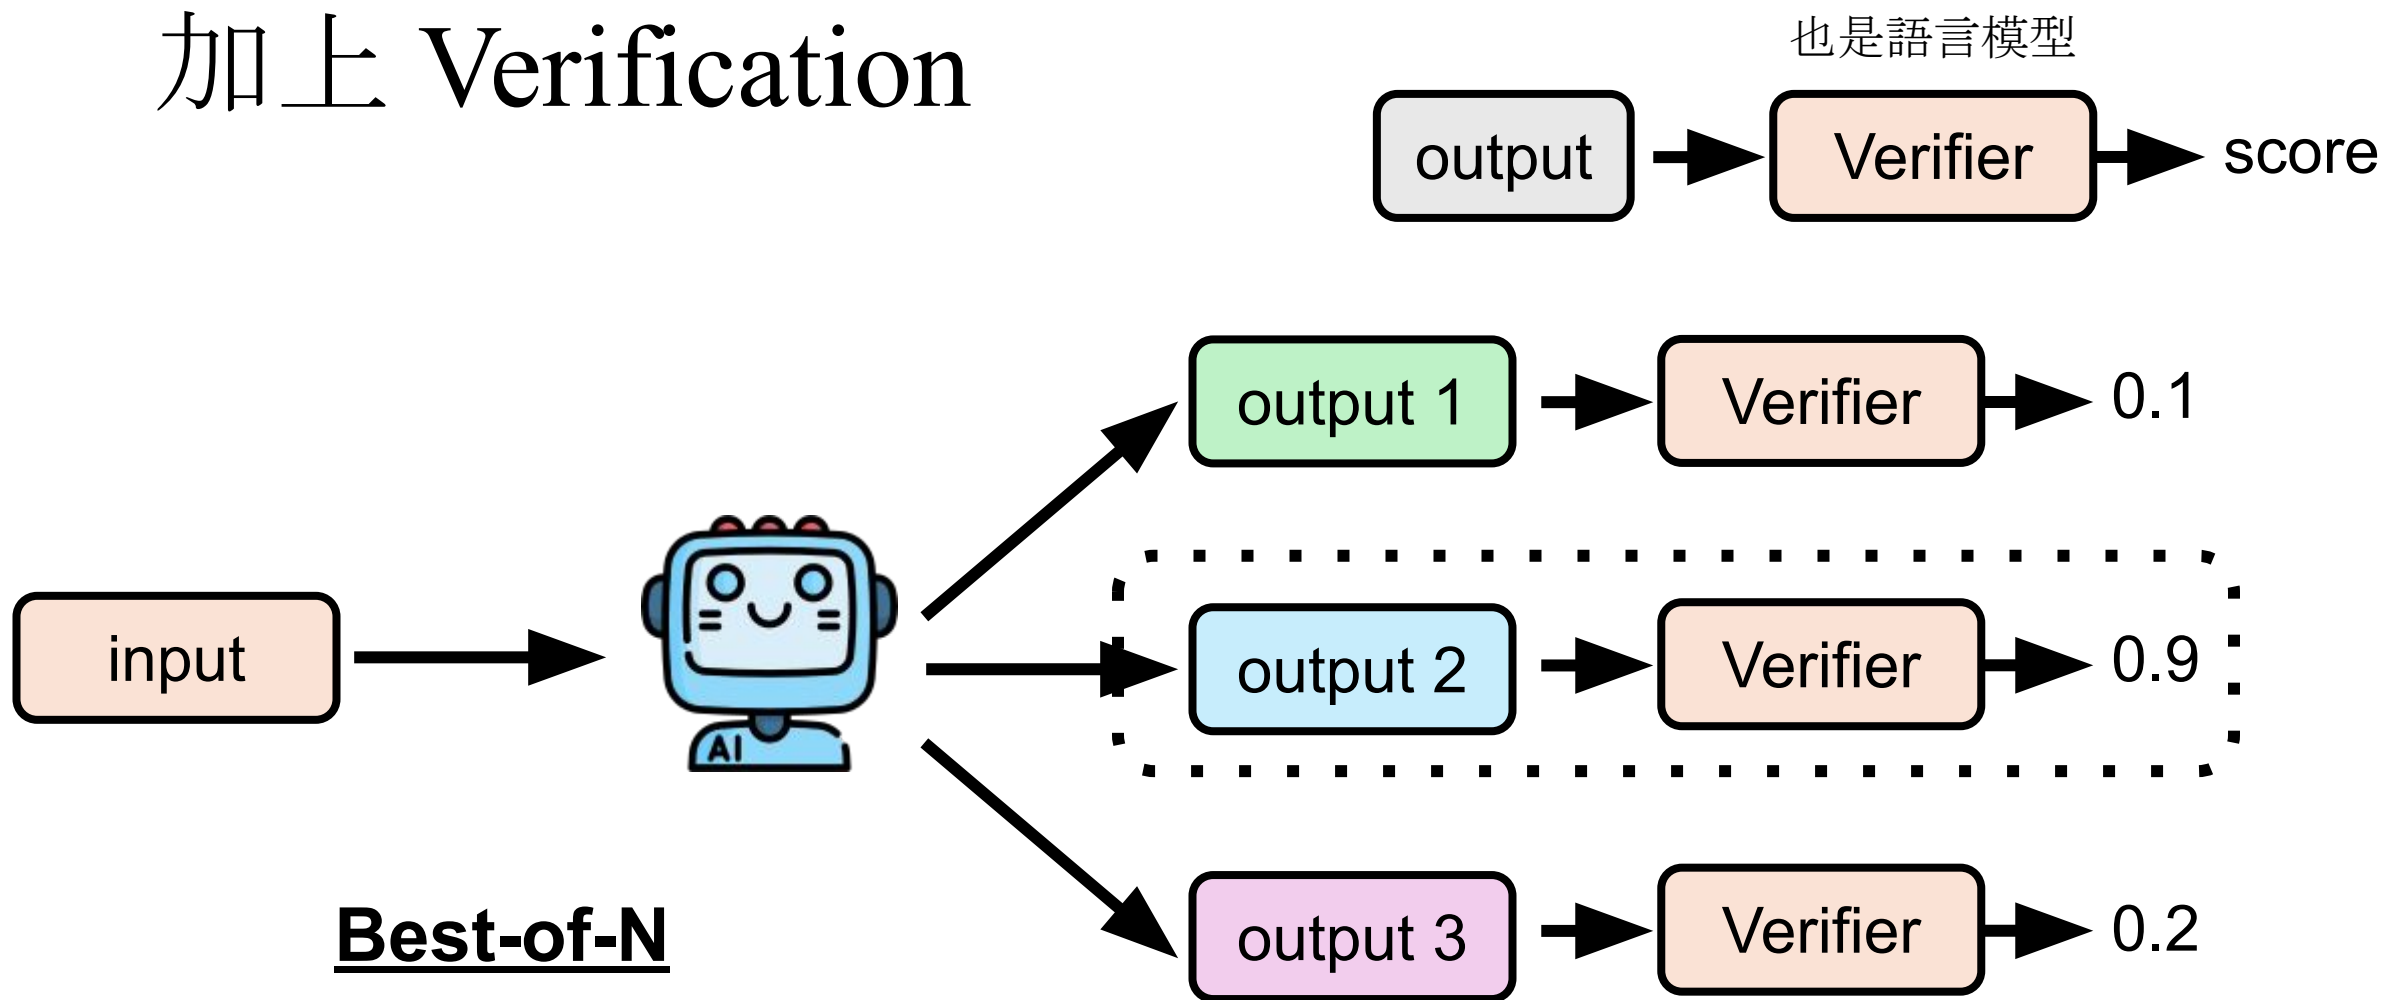 加上 Verification
也是語言模型
output
Verifier
score
output 1
Verifier
0.1
input
AI
output 2
Verifier
0.9
output 3
Verifier
0.2
Best-of-N